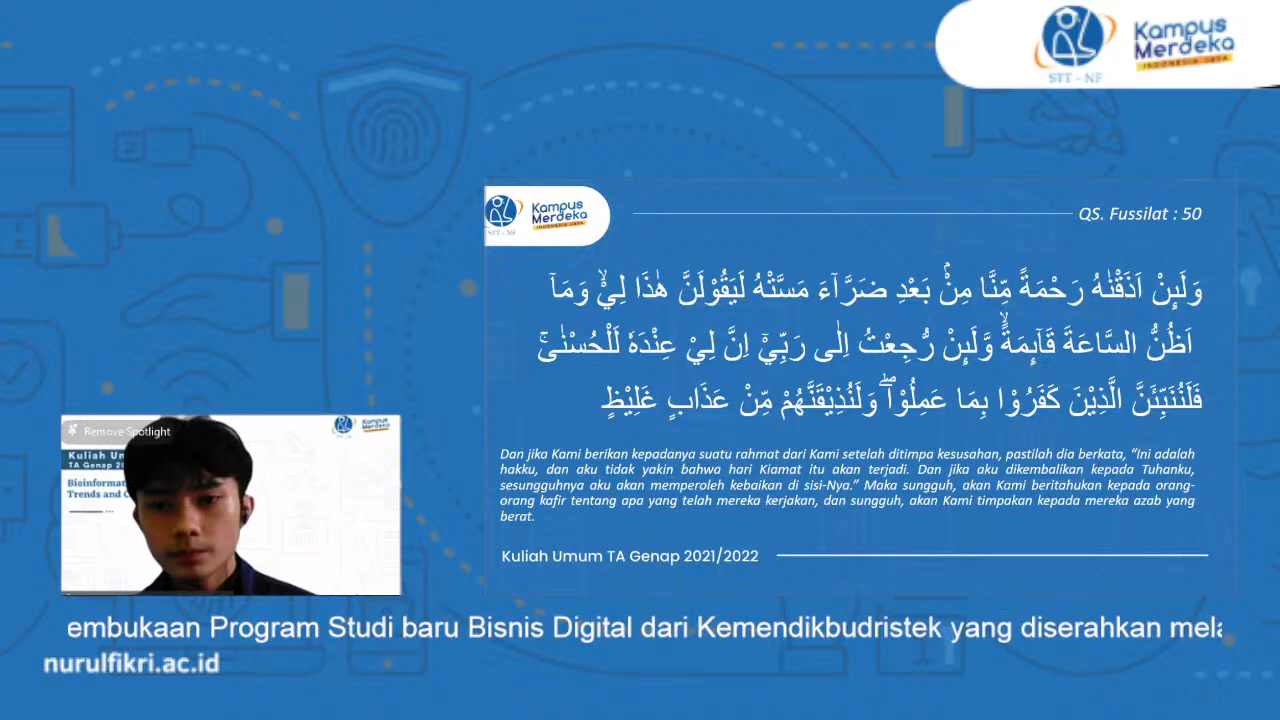 STT - NF
Kampus
Merdeka
INDONESIA JAYA
STT - NF
Kampus
Merdeka
INDONESIA JAYA
QS. Fussilat : 50
وَلَىِٕنْ اَذَقْنٰهُ رَحْمَةً مِّنَّا مِنْۢ بَعْدِ ضَرَّاۤءَ مَسَّتْهُ لَيَقُوْلَنَّ هٰذَا لِيْۙ وَمَآ
اَظُنُّ السَّاعَةَ قَاۤىِٕمَةًۙ وَّلَىِٕنْ رُّجِعْتُ اِلٰى رَبِّيْٓ اِنَّ لِيْ عِنْدَهٗ لَلْحُسْنٰىۚ
فَلَنُنَبِّئَنَّ الَّذِيْنَ كَفَرُوْا بِمَا عَمِلُوْاۖ وَلَنُذِيْقَنَّهُمْ مِّنْ عَذَابٍ غَلِيْظٍ
Dan jika Kami berikan kepadanya suatu rahmat dari Kami setelah ditimpa kesusahan, pastilah dia berkata, “Ini adalah
hakku, dan aku tidak yakin bahwa hari Kiamat itu akan terjadi. Dan jika aku dikembalikan kepada Tuhanku,
sesungguhnya aku akan memperoleh kebaikan di sisi-Nya.” Maka sungguh, akan Kami beritahukan kepada orang-
orang kafir tentang apa yang telah mereka kerjakan, dan sungguh, akan Kami timpakan kepada mereka azab yang
berat.
Kuliah Umum TA Genap 2021/2022
Remove Spotlight
Kampus
Merdeka
Kuliah Um
TA Genap 20
Bioinformat
Trends and C
embukaan Program Studi baru Bisnis Digital dari Kemendikbudristek yang diserahkan mela
nurulfikri.ac.id